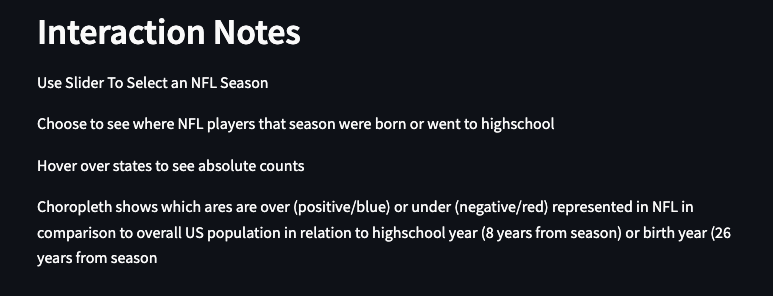 Interaction Notes
Use Slider To Select an NFL Season
Choose to see where NFL players that season were born or went to highschool
Hover over states to see absolute counts
Choropleth shows which ares are over (positive/blue) or under (negative/red) represented in NFL in
comparison to overall US population in relation to highschool year (8 years from season) or birth year (26
years from season